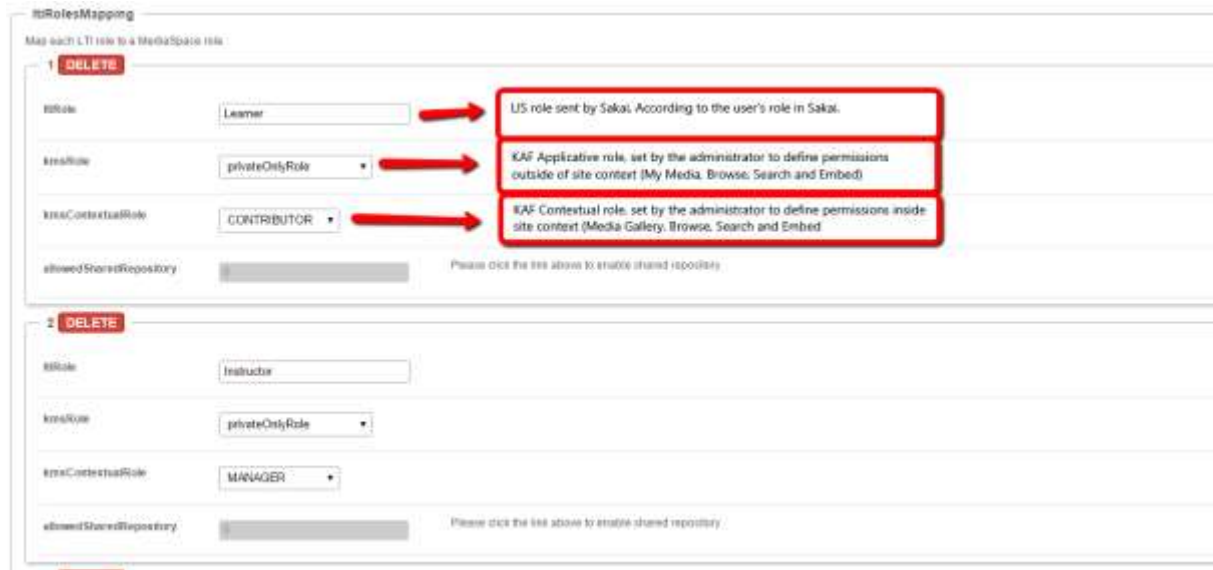 ltiRolesMapping
Map each LTI role to a MediaSpace role
1 DELETE
ltiRole
Learner
LIS role sent by Sakai. According to the user's role in Sakai.
kmsRole
privateOnlyRole
KAF Applicative role, set by the administrator to define permissions
outside of site context (My Media, Browse, Search and Embed)
kmsContextualRole
CONTRIBUTOR
KAF Contextual role, set by the administrator to define permissions inside
site context (Media Gallery, Browse, Search and Embed
allowedSharedRepository
Please click the link above to enable shared repository
2 DELETE
ltiRole
Instructor
kmsRole
privateOnlyRole
kmsContextualRole
MANAGER
allowedSharedRepository
Please click the link above to enable shared repository